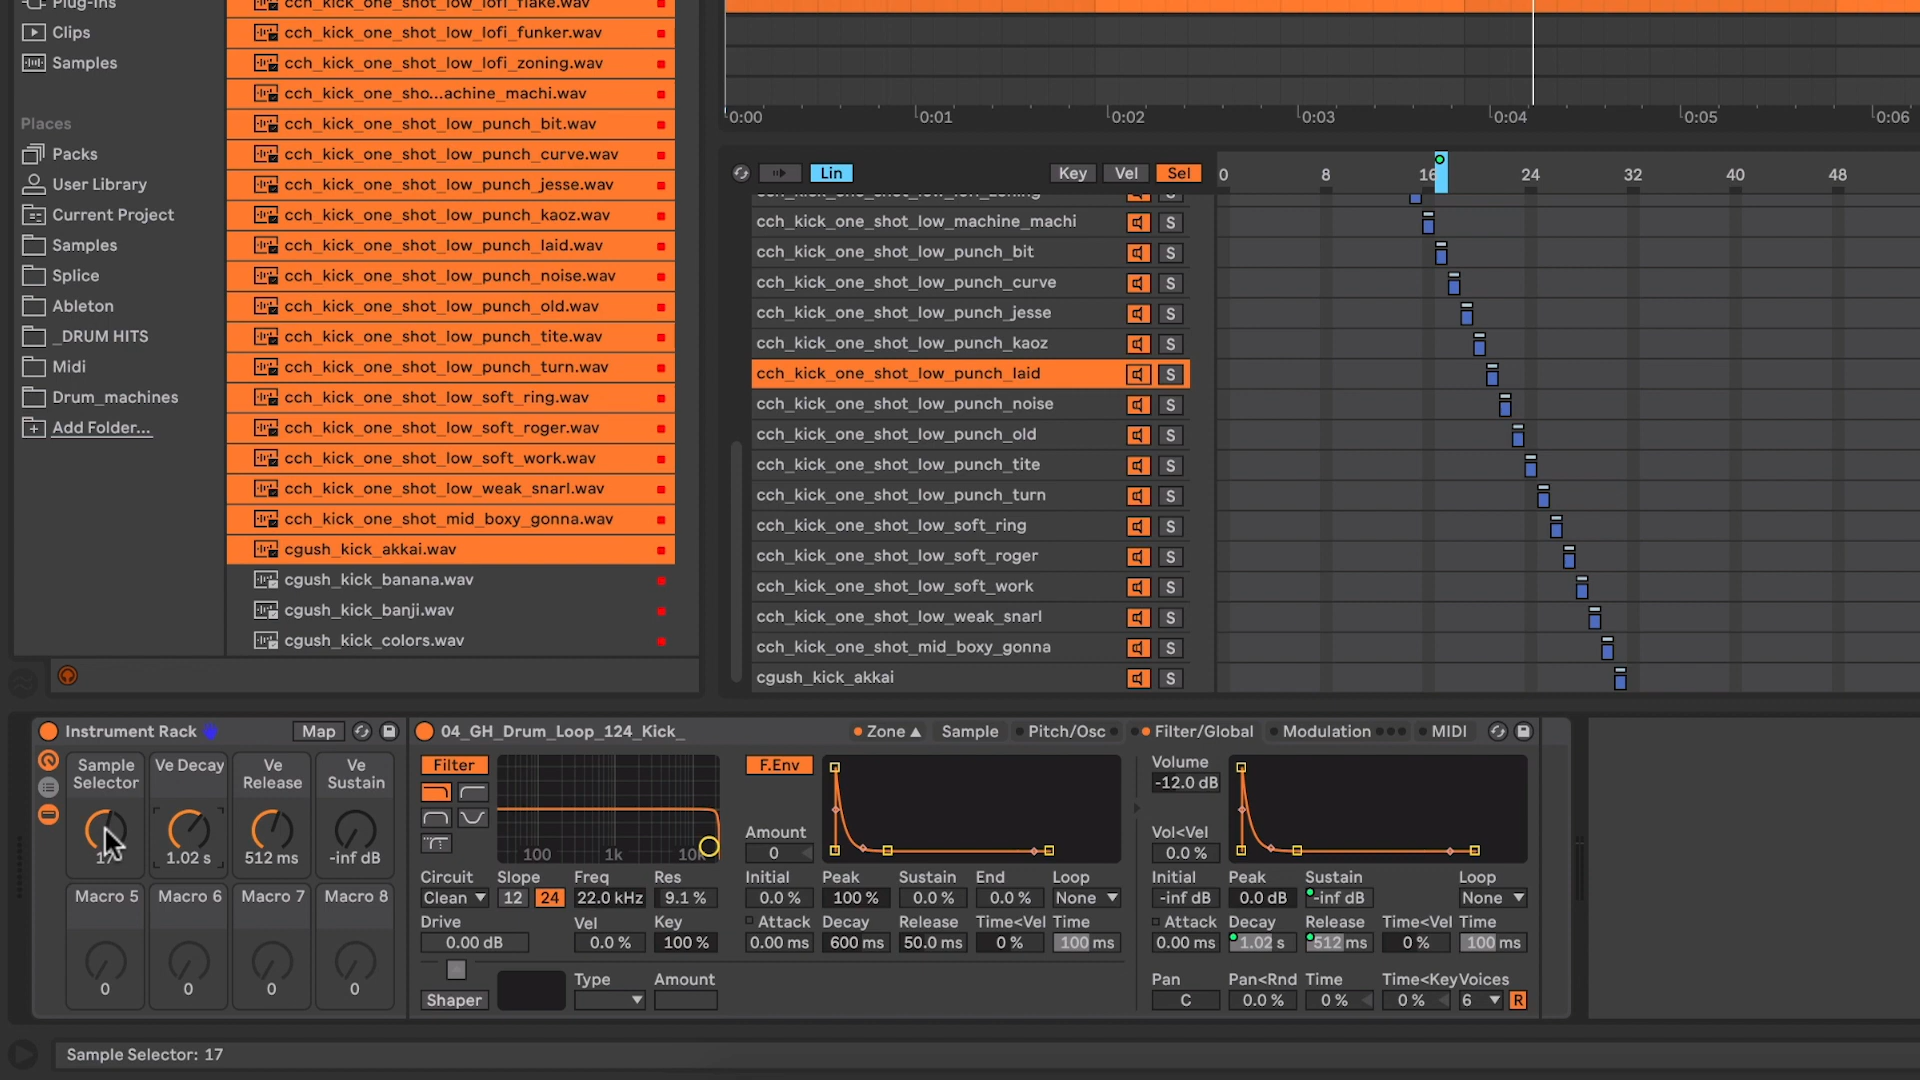 Plug-Ins
Clips
Samples
Places
Packs
User Library
Current Project
Samples
Splice
Ableton
_DRUM HITS
Midi
Drum_machines
Add Folder...
cch_kick_one_shot_low_lofi_flake.wav
cch_kick_one_shot_low_lofi_funker.wav
cch_kick_one_shot_low_lofi_zoning.wav
cch_kick_one_sho...achine_machi.wav
cch_kick_one_shot_low_punch_bit.wav
cch_kick_one_shot_low_punch_curve.wav
cch_kick_one_shot_low_punch_jesse.wav
cch_kick_one_shot_low_punch_kaoz.wav
cch_kick_one_shot_low_punch_laid.wav
cch_kick_one_shot_low_punch_noise.wav
cch_kick_one_shot_low_punch_old.wav
cch_kick_one_shot_low_punch_tite.wav
cch_kick_one_shot_low_punch_turn.wav
cch_kick_one_shot_low_soft_ring.wav
cch_kick_one_shot_low_soft_roger.wav
cch_kick_one_shot_low_soft_work.wav
cch_kick_one_shot_low_weak_snarl.wav
cch_kick_one_shot_mid_boxy_gonna.wav
cgush_kick_akkai.wav
cgush_kick_banana.wav
cgush_kick_banji.wav
cgush_kick_colors.wav
0:00 0:01 0:02 0:03 0:04 0:05 0:06
Lin Key Vel Sel 0 8 16 24 32 40 48
cch_kick_one_shot_low_lofi_zoning S
cch_kick_one_shot_low_machine_machi S
cch_kick_one_shot_low_punch_bit S
cch_kick_one_shot_low_punch_curve S
cch_kick_one_shot_low_punch_jesse S
cch_kick_one_shot_low_punch_kaoz S
cch_kick_one_shot_low_punch_laid S
cch_kick_one_shot_low_punch_noise S
cch_kick_one_shot_low_punch_old S
cch_kick_one_shot_low_punch_tite S
cch_kick_one_shot_low_punch_turn S
cch_kick_one_shot_low_soft_ring S
cch_kick_one_shot_low_soft_roger S
cch_kick_one_shot_low_soft_work S
cch_kick_one_shot_low_weak_snarl S
cch_kick_one_shot_mid_boxy_gonna S
cgush_kick_akkai S
Instrument Rack Map
Sample Selector
Ve Decay
1.02 s
Ve Release
512 ms
Ve Sustain
-inf dB
Macro 5 Macro 6 Macro 7 Macro 8
0 0 0 0
04_GH_Drum_Loop_124_Kick_ Zone Sample Pitch/Osc Filter/Global Modulation MIDI
Filter
100 1k 10k
Circuit Slope Freq Res
Clean 12 24 22.0 kHz 9.1 %
Drive Vel Key
0.00 dB 0.0 % 100 %
Type Amount
Shaper
F.Env
Amount
0
Initial Peak Sustain End Loop
0.0 % 100 % 0.0 % 0.0 % None
Attack Decay Release Time<Vel Time
0.00 ms 600 ms 50.0 ms 0 % 100 ms
Volume
-12.0 dB
Vol<Vel
0.0 %
Initial Peak Sustain Loop
-inf dB 0.0 dB -inf dB None
Attack Decay Release Time<Vel Time
0.00 ms 1.02 s 512 ms 0 % 100 ms
Pan Pan<Rnd Time Time<Key Voices
C 0.0 % 0 % 0 % 6 R
Sample Selector: 17